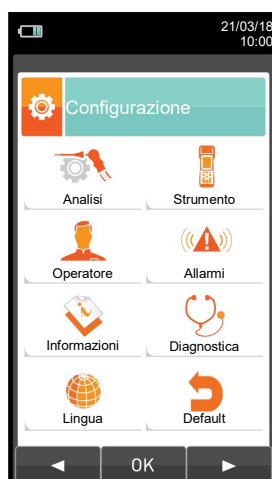 21/03/18
10:00
Configurazione
Analisi
Strumento
Operatore
Allarmi
Informazioni
Diagnostica
Lingua
Default
OK